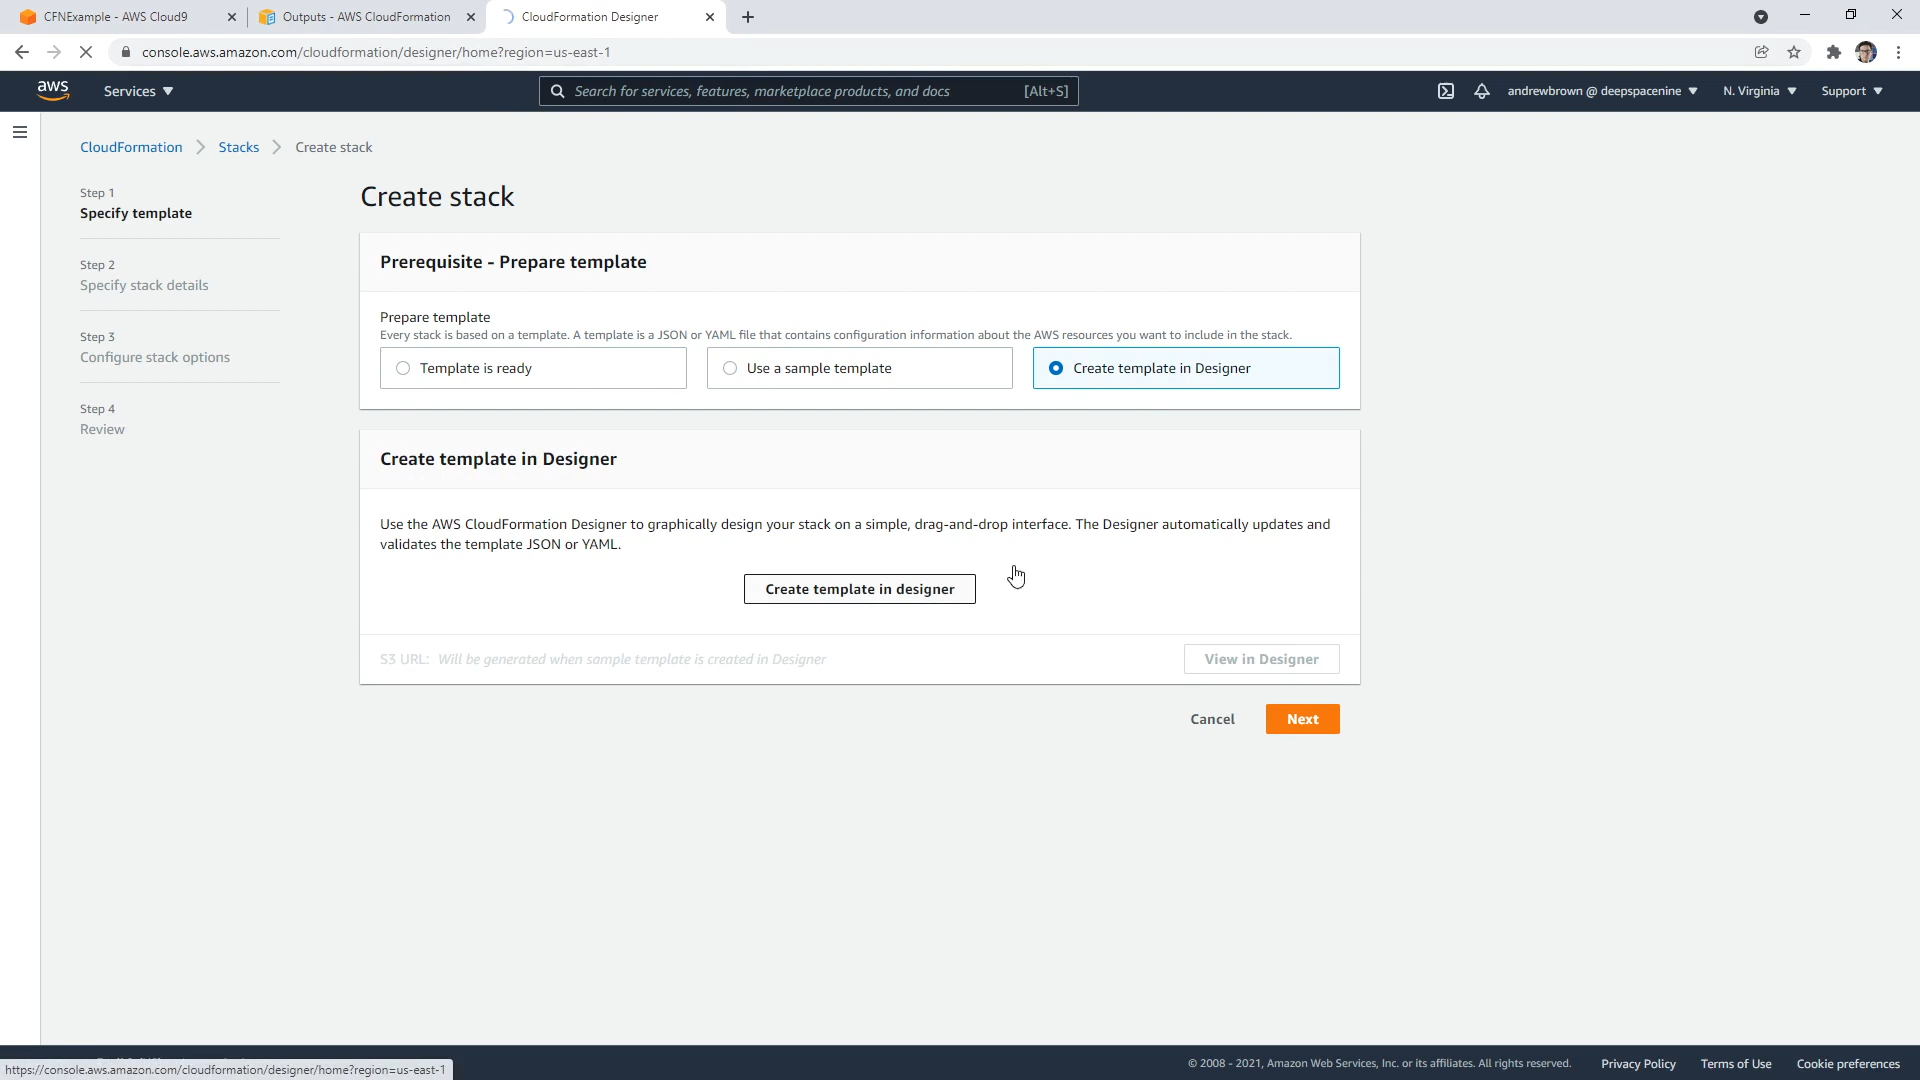 CFNExample - AWS Cloud9
Outputs - AWS CloudFormation
CloudFormation Designer
console.aws.amazon.com/cloudformation/designer/home?region=us-east-1
aws
Services
Search for services, features, marketplace products, and docs [Alt+S]
andrewbrown @ deepspacenine
N. Virginia
Support
CloudFormation
Stacks
Create stack
Step 1
Specify template
Step 2
Specify stack details
Step 3
Configure stack options
Step 4
Review
Create stack
Prerequisite - Prepare template
Prepare template
Every stack is based on a template. A template is a JSON or YAML file that contains configuration information about the AWS resources you want to include in the stack.
Template is ready
Use a sample template
Create template in Designer
Create template in Designer
Use the AWS CloudFormation Designer to graphically design your stack on a simple, drag-and-drop interface. The Designer automatically updates and
validates the template JSON or YAML.
Create template in designer
S3 URL: Will be generated when sample template is created in Designer
View in Designer
Cancel
Next
© 2008 - 2021, Amazon Web Services, Inc. or its affiliates. All rights reserved.
Privacy Policy
Terms of Use
Cookie preferences
https://console.aws.amazon.com/cloudformation/designer/home?region=us-east-1